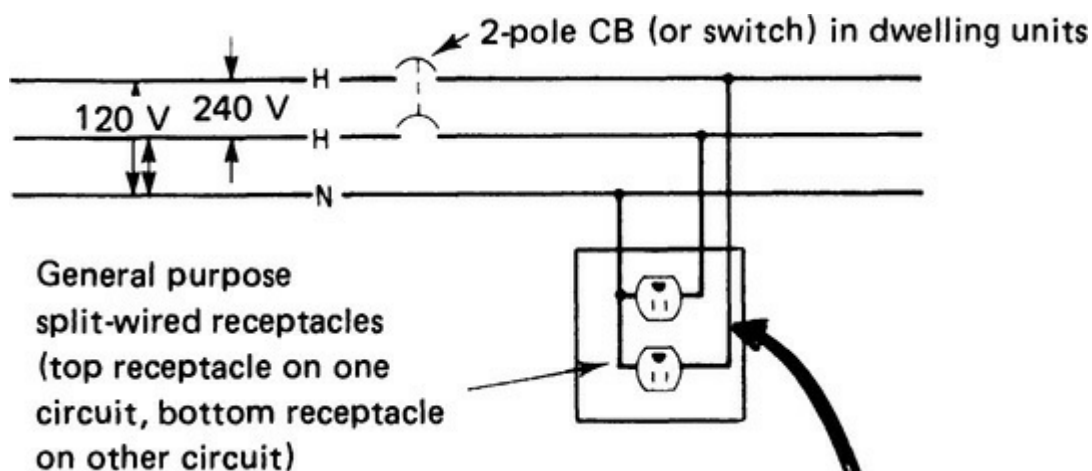 2-pole CB (or switch) in dwelling units
H
120 V 240 V
H
N
General purpose
split-wired receptacles
(top receptacle on one
circuit, bottom receptacle
on other circuit)